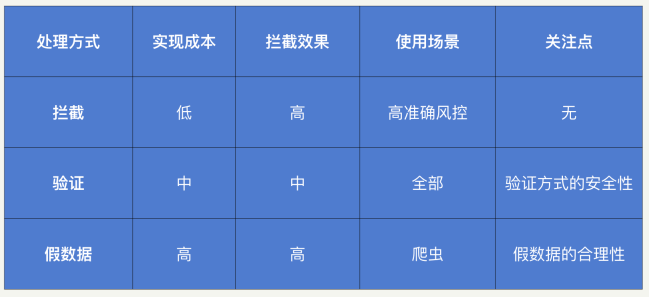 处理方式 实现成本 拦截效果 使用场景 关注点
拦截 低 高 高准确风控 无
验证 中 中 全部 验证方式的安全性
假数据 高 高 爬虫 假数据的合理性